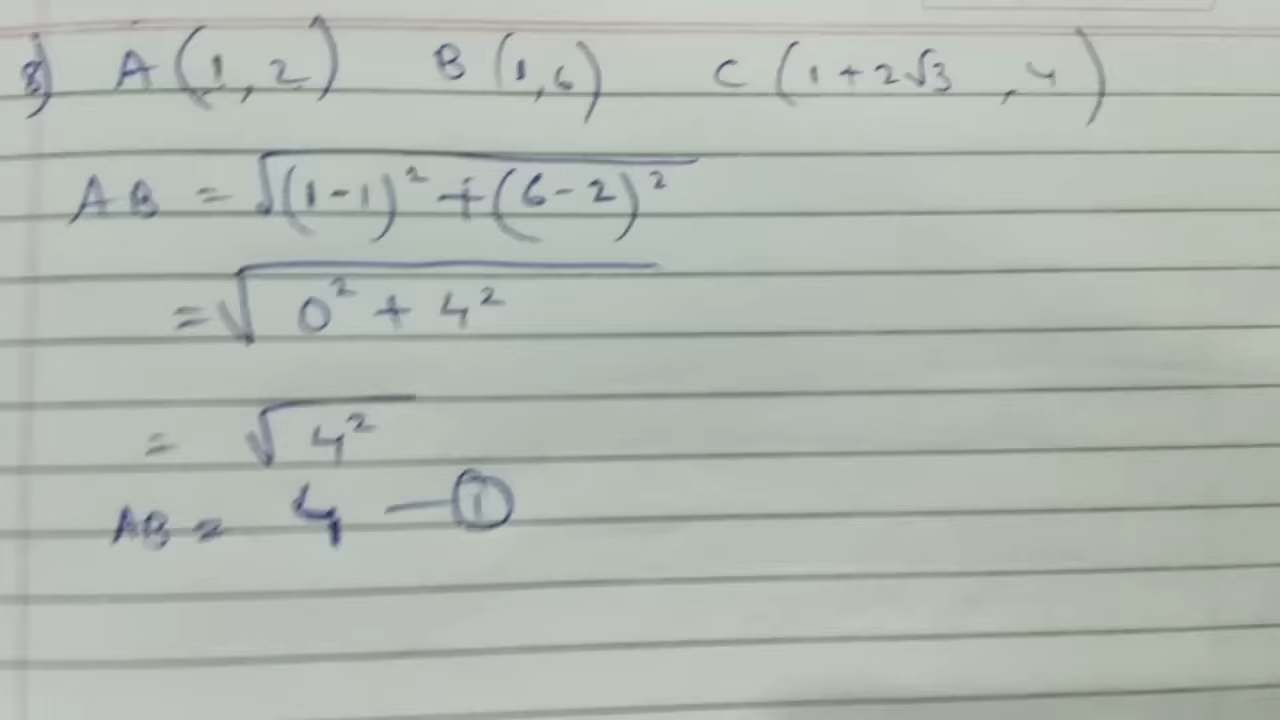 8) A (1, 2) B (1, 6) C (1 + 2√3 , 4)
AB = √(1-1)² + (6-2)²
= √0² + 4²
= √4²
AB = 4 — ①